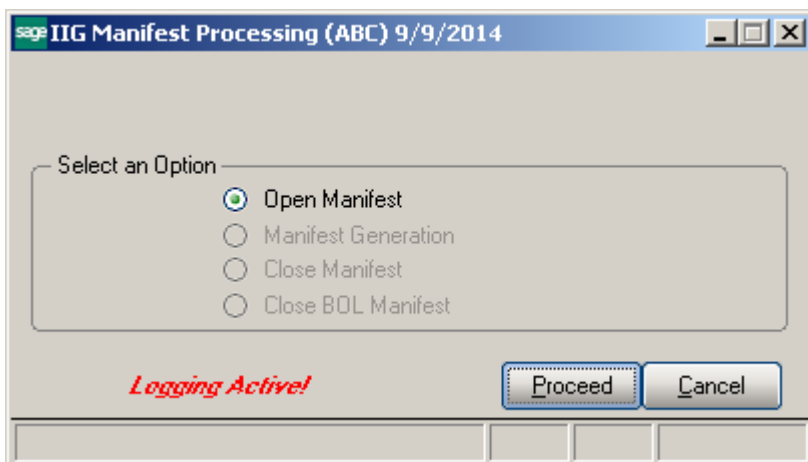 sage IIG Manifest Processing (ABC) 9/9/2014
Select an Option
Open Manifest
Manifest Generation
Close Manifest
Close BOL Manifest
Logging Active!
Proceed
Cancel